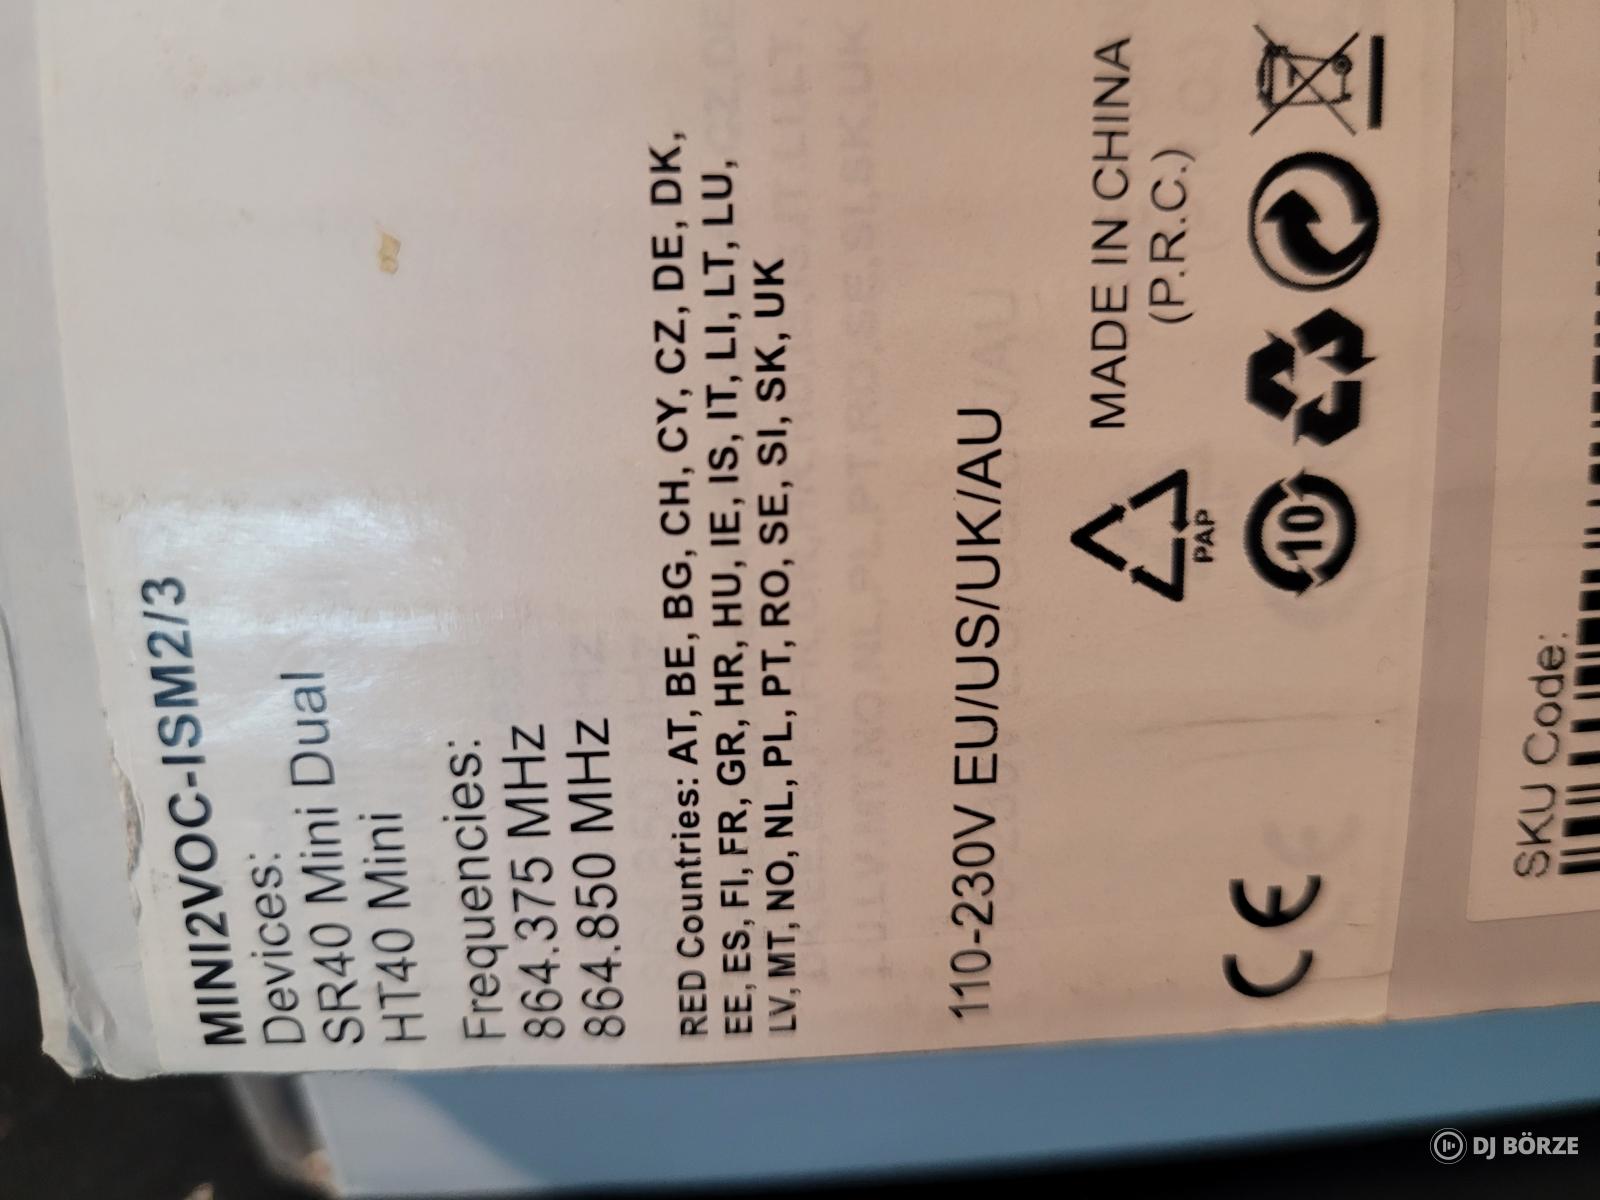 MINI2VOC-ISM2/3
Devices:
SR40 Mini Dual
HT40 Mini
Frequencies:
864.375 MHz
864.850 MHz
RED Countries: AT, BE, BG, CH, CY, CZ, DE, DK,
EE, ES, FI, FR, GR, HR, HU, IE, IS, IT, LI, LT, LU,
LV, MT, NO, NL, PL, PT, RO, SE, SI, SK, UK
110-230V EU/US/UK/AU
MADE IN CHINA
(P.R.C.)
PAP
10
CE
SKU Code:
DJ BÖRZE